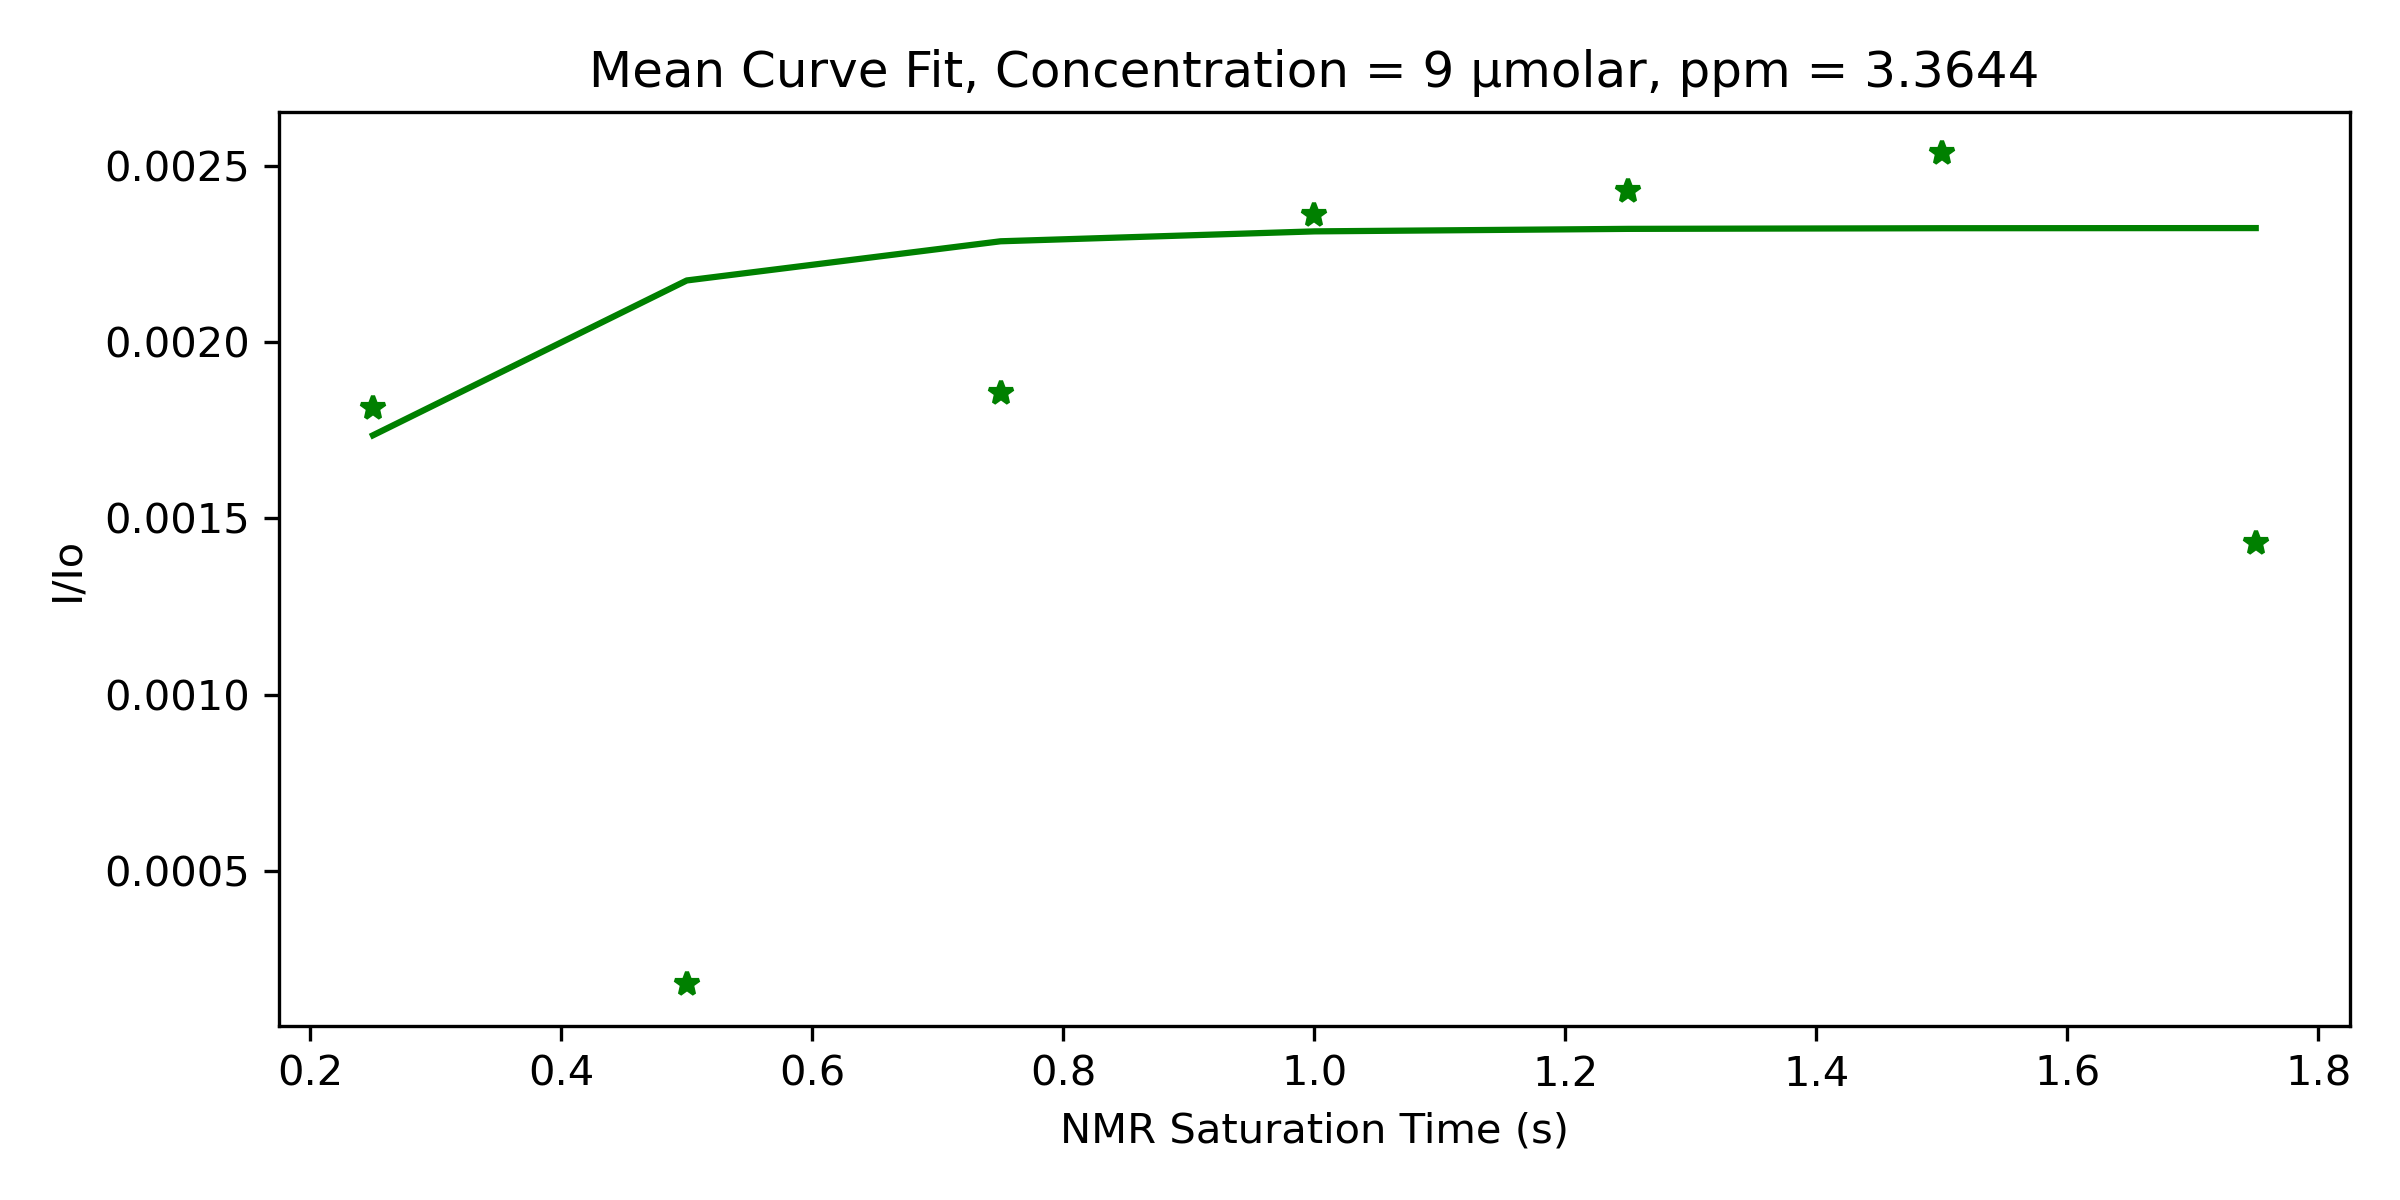 Mean Curve Fit, Concentration = 9 µmolar, ppm = 3.3644
I/Io
0.0025
0.0020
0.0015
0.0010
0.0005
0.2 0.4 0.6 0.8 1.0 1.2 1.4 1.6 1.8
NMR Saturation Time (s)